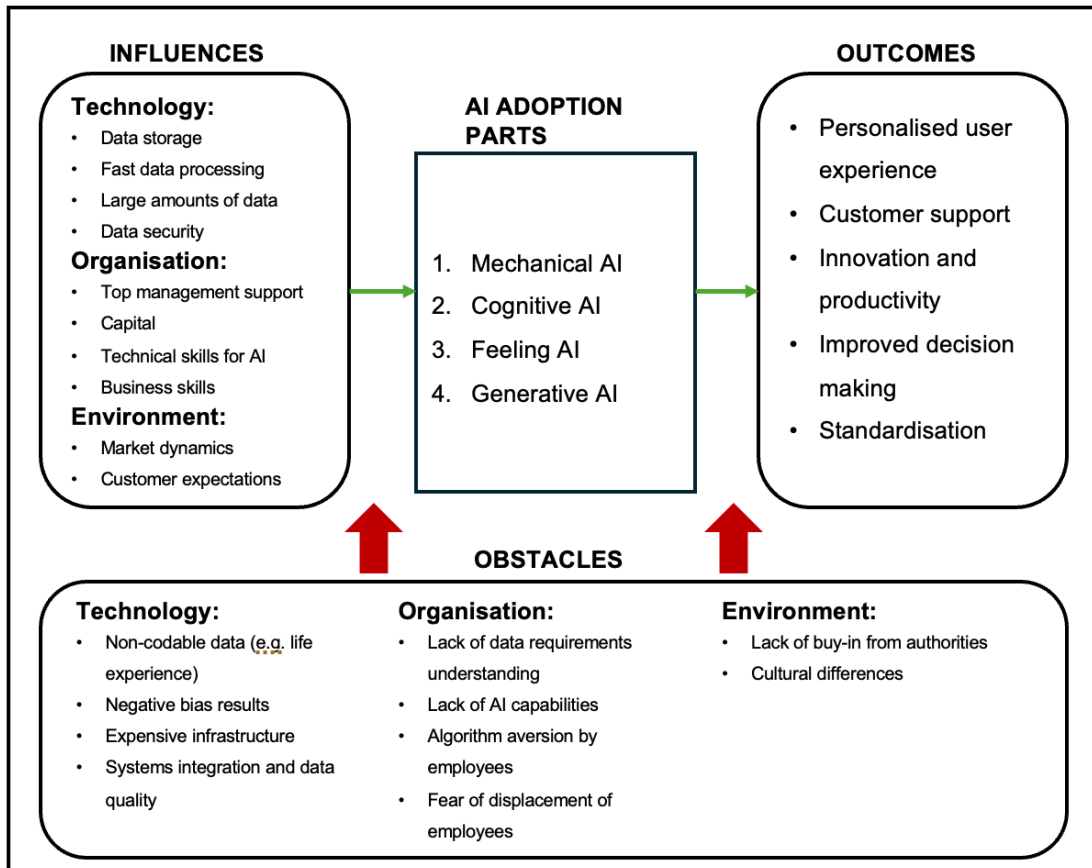 INFLUENCES
Technology:
• Data storage
• Fast data processing
• Large amounts of data
• Data security
Organisation:
• Top management support
• Capital
• Technical skills for AI
• Business skills
Environment:
• Market dynamics
• Customer expectations
AI ADOPTION
PARTS
1. Mechanical AI
2. Cognitive AI
3. Feeling AI
4. Generative AI
OUTCOMES
• Personalised user
experience
• Customer support
• Innovation and
productivity
• Improved decision
making
• Standardisation
OBSTACLES
Technology:
• Non-codable data (e.g. life
experience)
• Negative bias results
• Expensive infrastructure
• Systems integration and data
quality
Organisation:
• Lack of data requirements
understanding
• Lack of AI capabilities
• Algorithm aversion by
employees
• Fear of displacement of
employees
Environment:
• Lack of buy-in from authorities
• Cultural differences